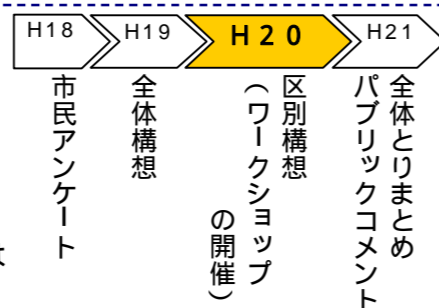 H18
H19
H20
H21
市民アンケート
全体構想
区別構想
（ワークショップ
の開催）
全体とりまとめ
パブリックコメント